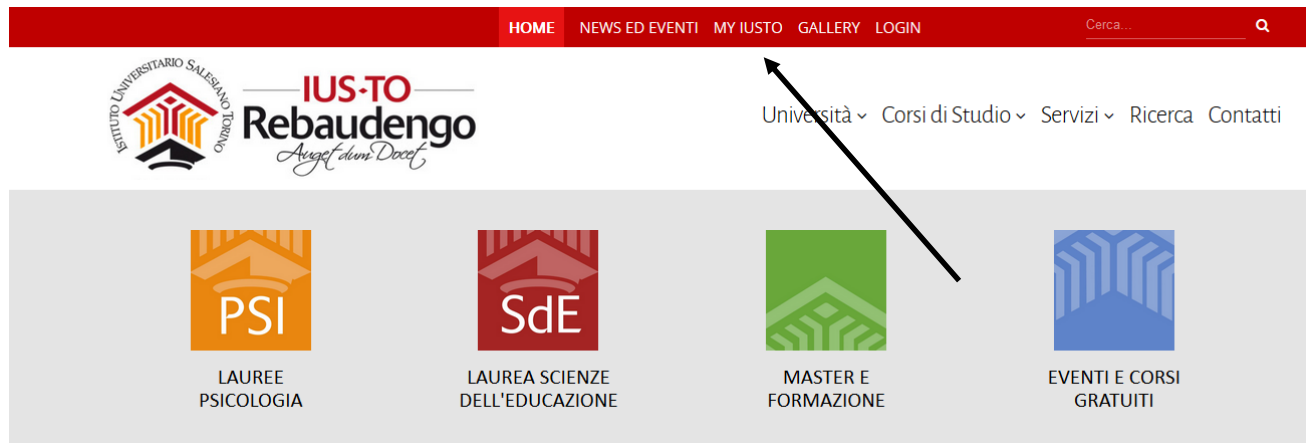 HOME NEWS ED EVENTI MY IUSTO GALLERY LOGIN Cerca...
ISTITUTO UNIVERSITARIO SALESIANO TORINO
IUS·TO
Rebaudengo
Auget dum Docet
Università Corsi di Studio Servizi Ricerca Contatti
PSI
SdE
LAUREE
PSICOLOGIA
LAUREA SCIENZE
DELL'EDUCAZIONE
MASTER E
FORMAZIONE
EVENTI E CORSI
GRATUITI